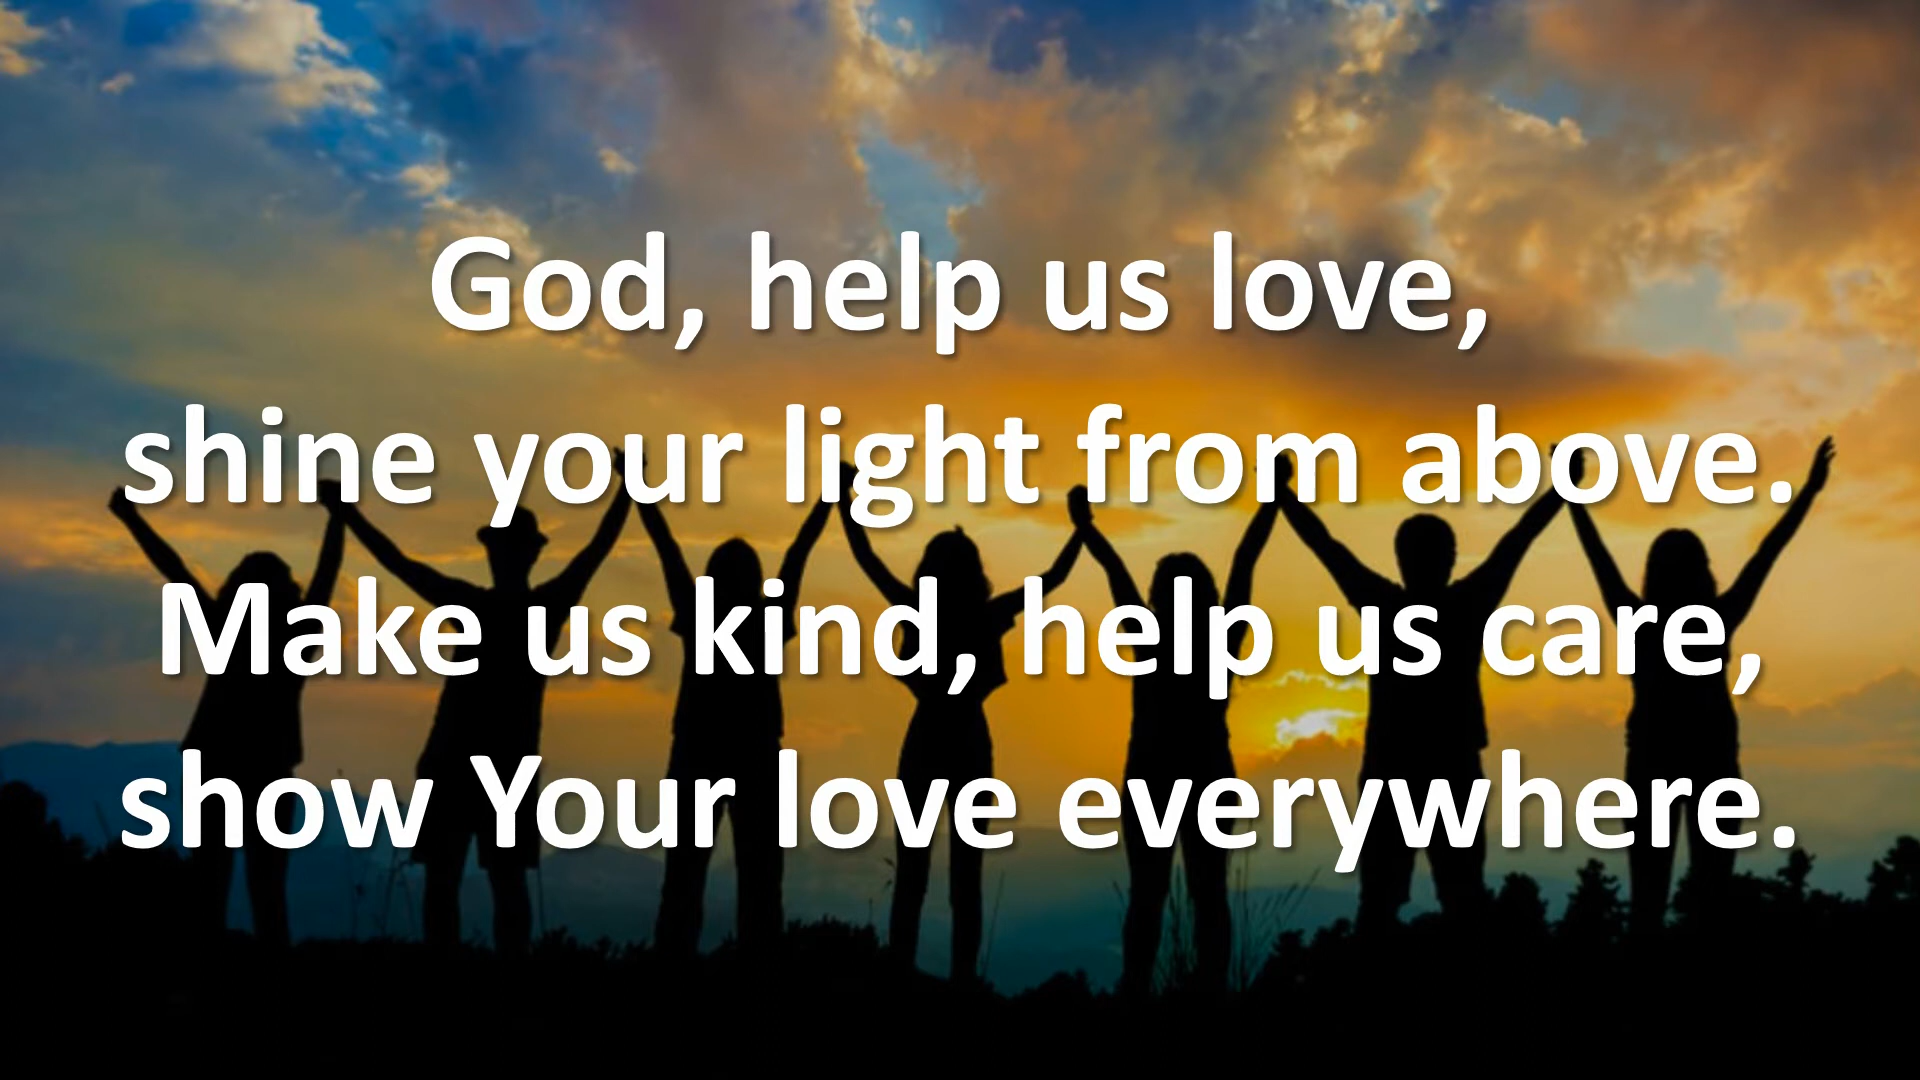 God, help us love,
shine your light from above.
Make us kind, help us care,
show Your love everywhere.